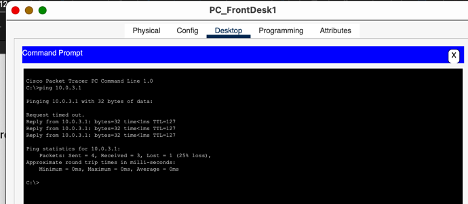 PC_FrontDesk1
Physical Config Desktop Programming Attributes
Command Prompt X
Cisco Packet Tracer PC Command Line 1.0
C:\>ping 10.0.3.1
Pinging 10.0.3.1 with 32 bytes of data:
Request timed out.
Reply from 10.0.3.1: bytes=32 time<1ms TTL=127
Reply from 10.0.3.1: bytes=32 time<1ms TTL=127
Reply from 10.0.3.1: bytes=32 time<1ms TTL=127
Ping statistics for 10.0.3.1:
Packets: Sent = 4, Received = 3, Lost = 1 (25% loss),
Approximate round trip times in milli-seconds:
Minimum = 0ms, Maximum = 0ms, Average = 0ms
C:\>